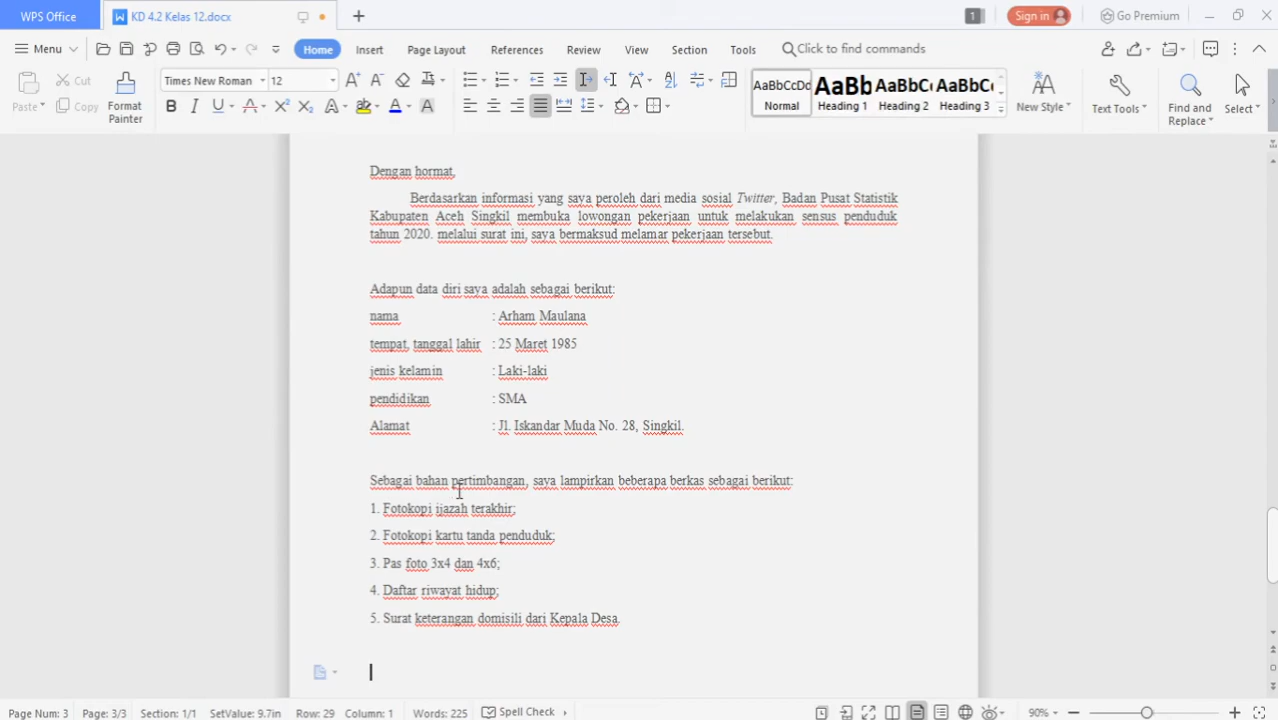 WPS Office
KD 4.2 Kelas 12.docx
1
Sign in
Go Premium
Menu
Home
Insert
Page Layout
References
Review
View
Section
Tools
Click to find commands
Paste
Cut
Copy
Format Painter
Times New Roman
12
AaBbCcDd
Normal
AaBb
Heading 1
AaBbC
Heading 2
AaBbC
Heading 3
New Style
Text Tools
Find and Replace
Select
Dengan hormat,
Berdasarkan informasi yang saya peroleh dari media sosial Twitter, Badan Pusat Statistik
Kabupaten Aceh Singkil membuka lowongan pekerjaan untuk melakukan sensus penduduk
tahun 2020. melalui surat ini, saya bermaksud melamar pekerjaan tersebut.
Adapun data diri saya adalah sebagai berikut:
nama : Arham Maulana
tempat, tanggal lahir : 25 Maret 1985
jenis kelamin : Laki-laki
pendidikan : SMA
Alamat : Jl. Iskandar Muda No. 28, Singkil.
Sebagai bahan pertimbangan, saya lampirkan beberapa berkas sebagai berikut:
1. Fotokopi ijazah terakhir;
2. Fotokopi kartu tanda penduduk;
3. Pas foto 3x4 dan 4x6;
4. Daftar riwayat hidup;
5. Surat keterangan domisili dari Kepala Desa.
Page Num: 3
Page: 3/3
Section: 1/1
SetValue: 9.7in
Row: 29
Column: 1
Words: 225
Spell Check
90%